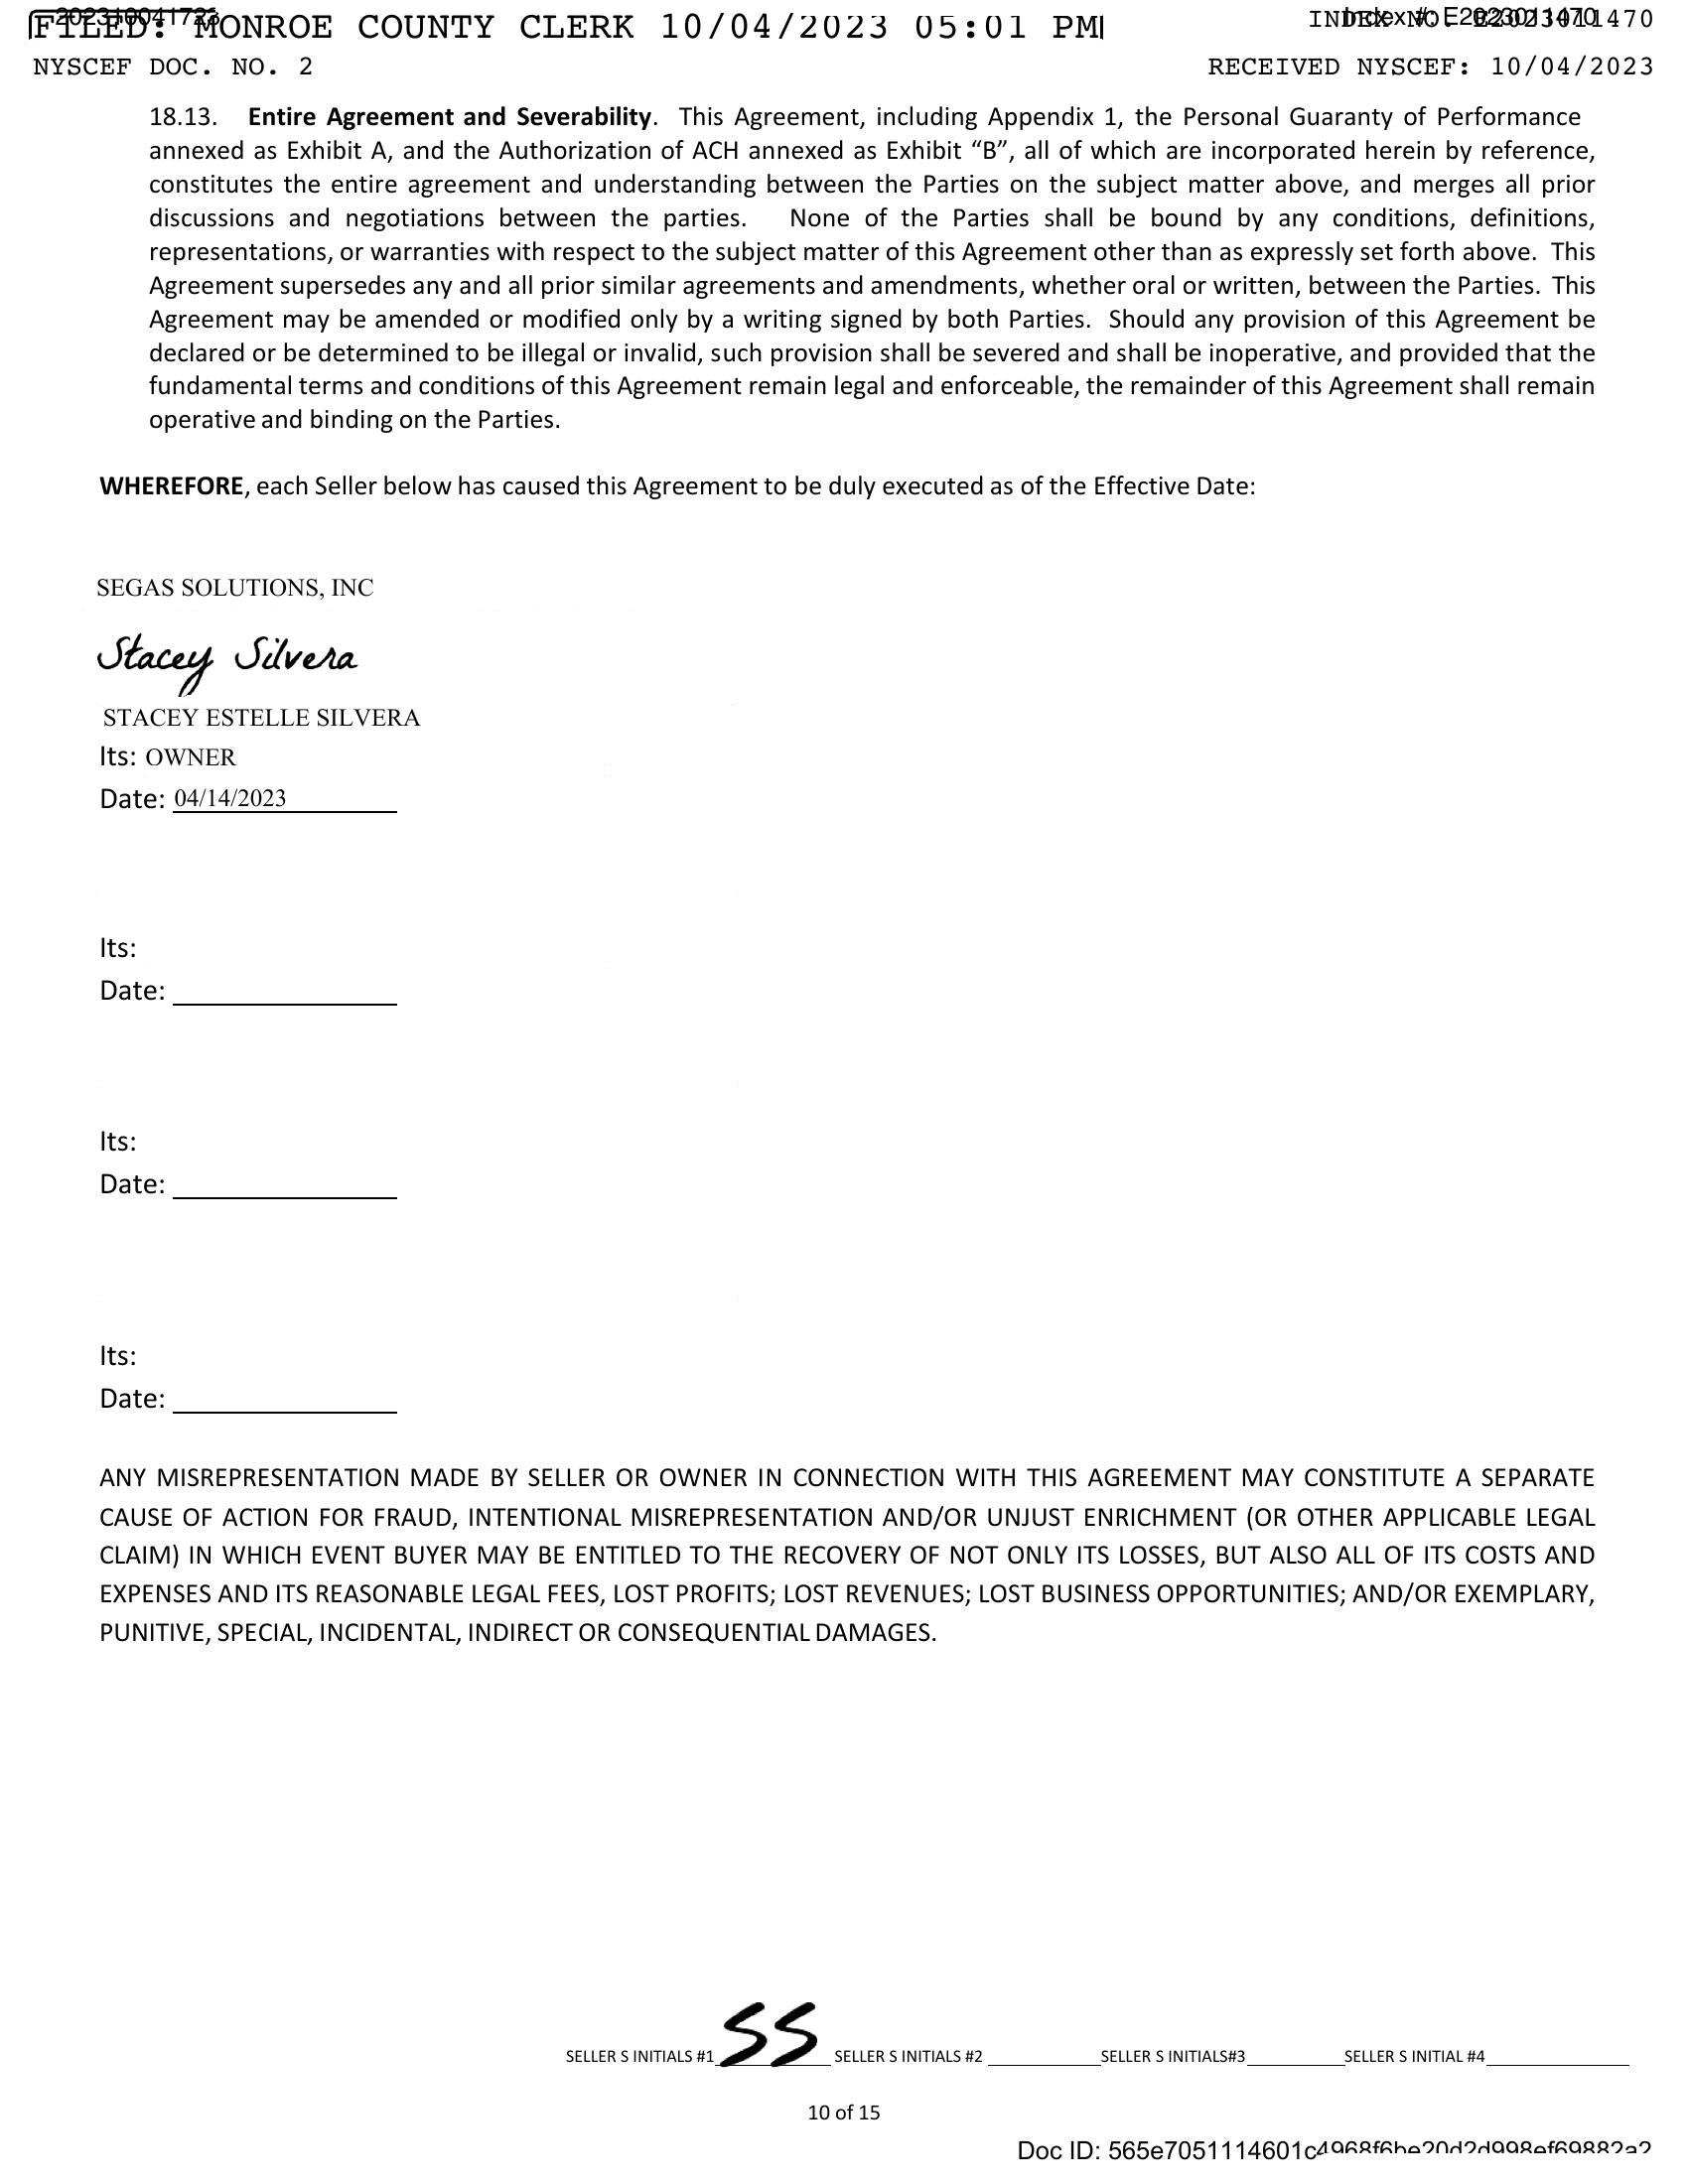 202310041723
FILED: MONROE COUNTY CLERK 10/04/2023 05:01 PM
INDEX NO. E2023011470
Index #: E2023011470
NYSCEF DOC. NO. 2
RECEIVED NYSCEF: 10/04/2023
18.13. Entire Agreement and Severability. This Agreement, including Appendix 1, the Personal Guaranty of Performance
annexed as Exhibit A, and the Authorization of ACH annexed as Exhibit “B”, all of which are incorporated herein by reference,
constitutes the entire agreement and understanding between the Parties on the subject matter above, and merges all prior
discussions and negotiations between the parties. None of the Parties shall be bound by any conditions, definitions,
representations, or warranties with respect to the subject matter of this Agreement other than as expressly set forth above. This
Agreement supersedes any and all prior similar agreements and amendments, whether oral or written, between the Parties. This
Agreement may be amended or modified only by a writing signed by both Parties. Should any provision of this Agreement be
declared or be determined to be illegal or invalid, such provision shall be severed and shall be inoperative, and provided that the
fundamental terms and conditions of this Agreement remain legal and enforceable, the remainder of this Agreement shall remain
operative and binding on the Parties.
WHEREFORE, each Seller below has caused this Agreement to be duly executed as of the Effective Date:
SEGAS SOLUTIONS, INC
Stacey Silvera
STACEY ESTELLE SILVERA
Its: OWNER
Date: 04/14/2023
Its:
Date:
Its:
Date:
Its:
Date:
ANY MISREPRESENTATION MADE BY SELLER OR OWNER IN CONNECTION WITH THIS AGREEMENT MAY CONSTITUTE A SEPARATE
CAUSE OF ACTION FOR FRAUD, INTENTIONAL MISREPRESENTATION AND/OR UNJUST ENRICHMENT (OR OTHER APPLICABLE LEGAL
CLAIM) IN WHICH EVENT BUYER MAY BE ENTITLED TO THE RECOVERY OF NOT ONLY ITS LOSSES, BUT ALSO ALL OF ITS COSTS AND
EXPENSES AND ITS REASONABLE LEGAL FEES, LOST PROFITS; LOST REVENUES; LOST BUSINESS OPPORTUNITIES; AND/OR EXEMPLARY,
PUNITIVE, SPECIAL, INCIDENTAL, INDIRECT OR CONSEQUENTIAL DAMAGES.
SELLER S INITIALS #1 SS SELLER S INITIALS #2 SELLER S INITIALS#3 SELLER S INITIAL #4
10 of 15
Doc ID: 565e7051114601c4968f6be20d2d998ef69882a2